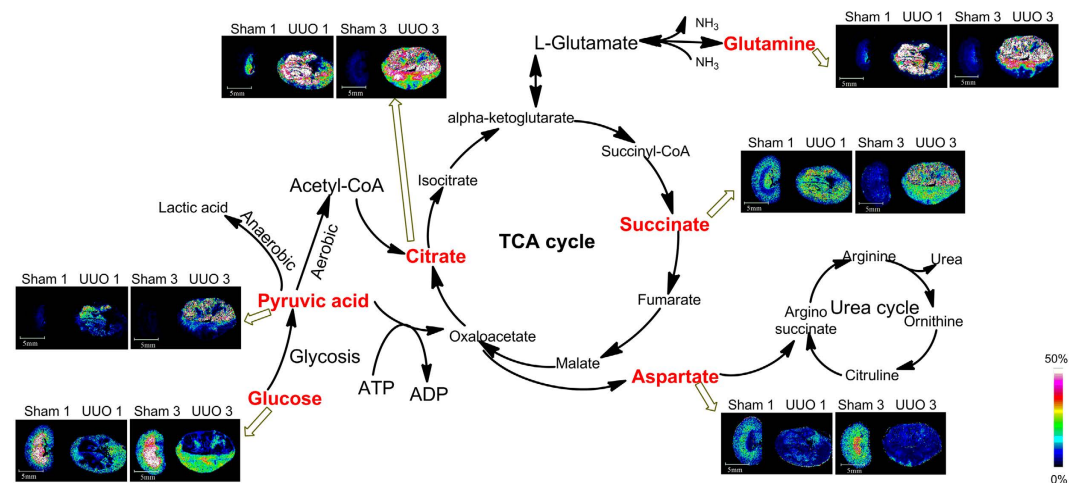 Sham 1 UUO 1 Sham 3 UUO 3
5mm 5mm
NH3
L-Glutamate
Glutamine
NH3
Sham 1 UUO 1 Sham 3 UUO 3
5mm 5mm
alpha-ketoglutarate
Succinyl-CoA
Sham 1 UUO 1 Sham 3 UUO 3
5mm 5mm
Isocitrate
Acetyl-CoA
Lactic acid
Anaerobic
Aerobic
Citrate
TCA cycle
Succinate
Arginine
Urea
Sham 1 UUO 1 Sham 3 UUO 3
5mm 5mm
Pyruvic acid
Fumarate
Argino
succinate
Urea cycle
Ornithine
Oxaloacetate
Glycosis
Malate
Citruline
ATP
ADP
Aspartate
Glucose
Sham 1 UUO 1 Sham 3 UUO 3
5mm 5mm
Sham 1 UUO 1 Sham 3 UUO 3
5mm 5mm
50%
0%